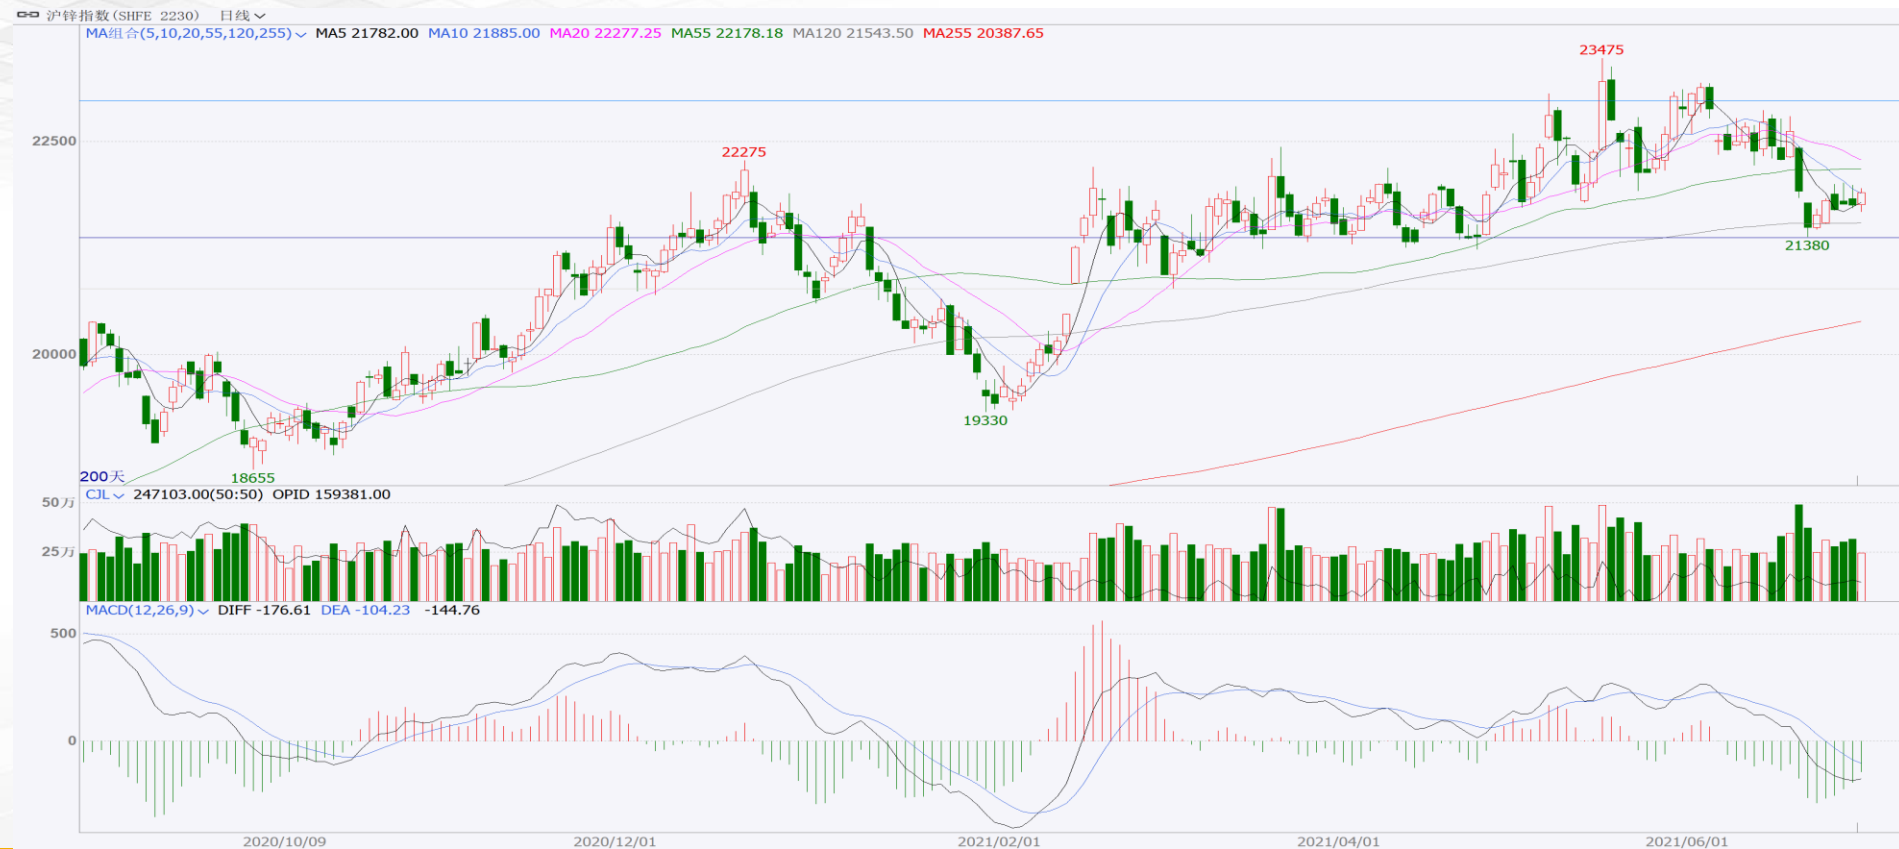 沪锌指数(SHFE 2230) 日线
MA组合(5,10,20,55,120,255) MA5 21782.00 MA10 21885.00 MA20 22277.25 MA55 22178.18 MA120 21543.50 MA255 20387.65
23475
22500
22275
21380
20000
19330
200天
18655
CJL 247103.00(50:50) OPID 159381.00
50万
25万
MACD(12,26,9) DIFF -176.61 DEA -104.23 -144.76
500
0
2020/10/09 2020/12/01 2021/02/01 2021/04/01 2021/06/01